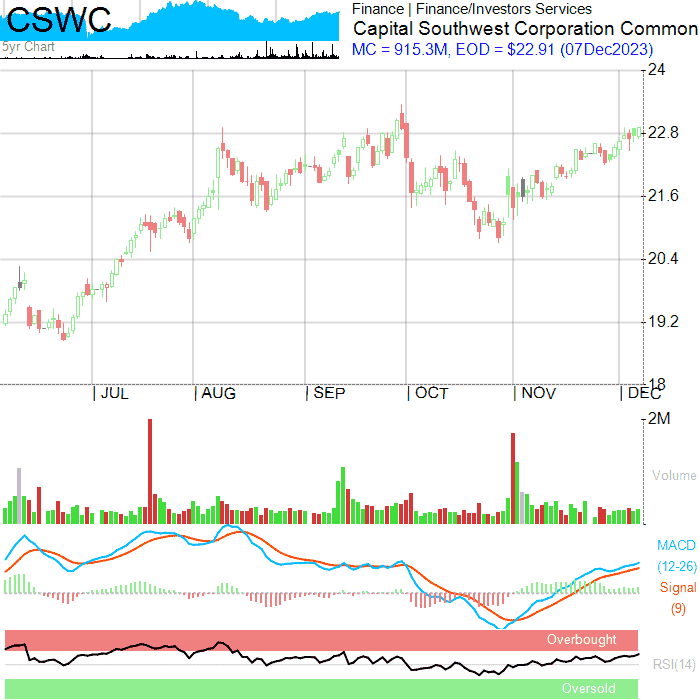 CSWC
5yr Chart
Finance | Finance/Investors Services
Capital Southwest Corporation Common
MC = 915.3M, EOD = $22.91 (07Dec2023)
24
22.8
21.6
20.4
19.2
18
JUL AUG SEP OCT NOV DEC
2M
Volume
MACD
(12-26)
Signal
(9)
Overbought
RSI(14)
Oversold